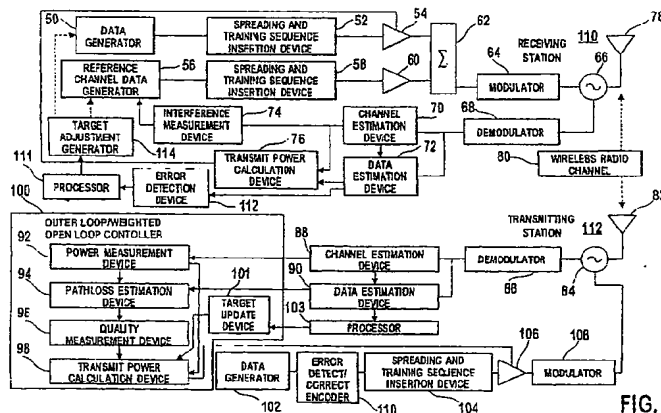 50
DATA GENERATOR
SPREADING AND TRAINING SEQUENCE INSERTION DEVICE
52
54
62
78
REFERENCE CHANNEL DATA GENERATOR
56
SPREADING AND TRAINING SEQUENCE INSERTION DEVICE
58
60
Σ
RECEIVING STATION
110
64
66
MODULATOR
INTERFERENCE MEASUREMENT DEVICE
74
CHANNEL ESTIMATION DEVICE
70
68
DEMODULATOR
TARGET ADJUSTMENT GENERATOR
114
76
TRANSMIT POWER CALCULATION DEVICE
72
DATA ESTIMATION DEVICE
80
WIRELESS RADIO CHANNEL
111
PROCESSOR
ERROR DETECTION DEVICE
112
100
82
OUTER LOOP/WEIGHTED OPEN LOOP CONTOLLER
TRANSMITTING STATION
112
92
POWER MEASUREMENT DEVICE
88
CHANNEL ESTIMATION DEVICE
DEMODULATOR
84
94
PATHLOSS ESTIMATION DEVICE
101
90
DATA ESTIMATION DEVICE
TARGET UPDATE DEVICE
103
PROCESSOR
QUALITY MEASUREMENT DEVICE
98
TRANSMIT POWER CALCULATION DEVICE
106
108
DATA GENERATOR
102
ERROR DETECT/ CORRECT ENCODER
110
SPREADING AND TRAINING SEQUENCE INSERTION DEVICE
104
MODULATOR
FIG.